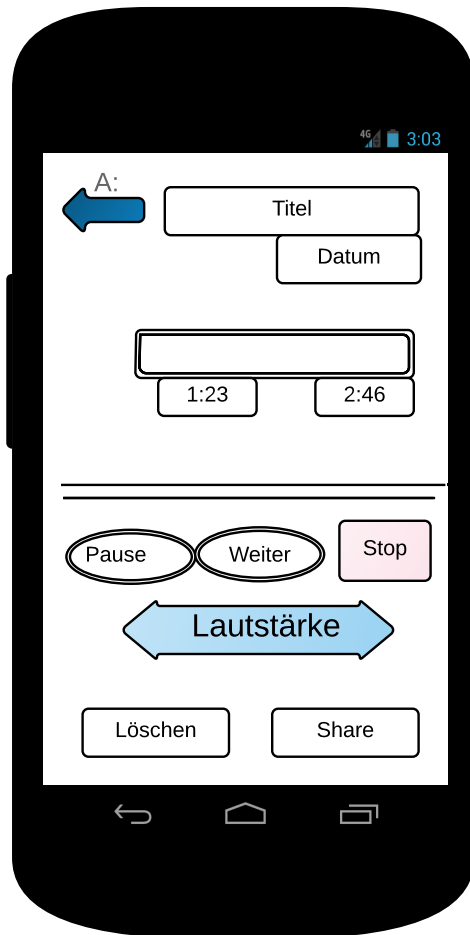 4G 3:03
A:
Titel
Datum
1:23 2:46
Pause Weiter Stop
Lautstärke
Löschen Share